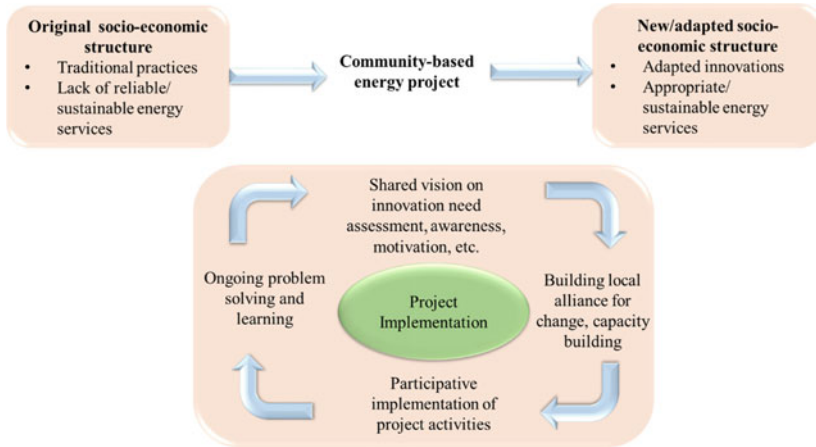 Original socio-economic
structure
• Traditional practices
• Lack of reliable/
sustainable energy
services
Community-based
energy project
New/adapted socio-
economic structure
• Adapted innovations
• Appropriate/
sustainable energy
services
Shared vision on
innovation need
assessment, awareness,
motivation, etc.
Building local
alliance for
change, capacity
building
Participative
implementation of
project activities
Ongoing problem
solving and
learning
Project
Implementation